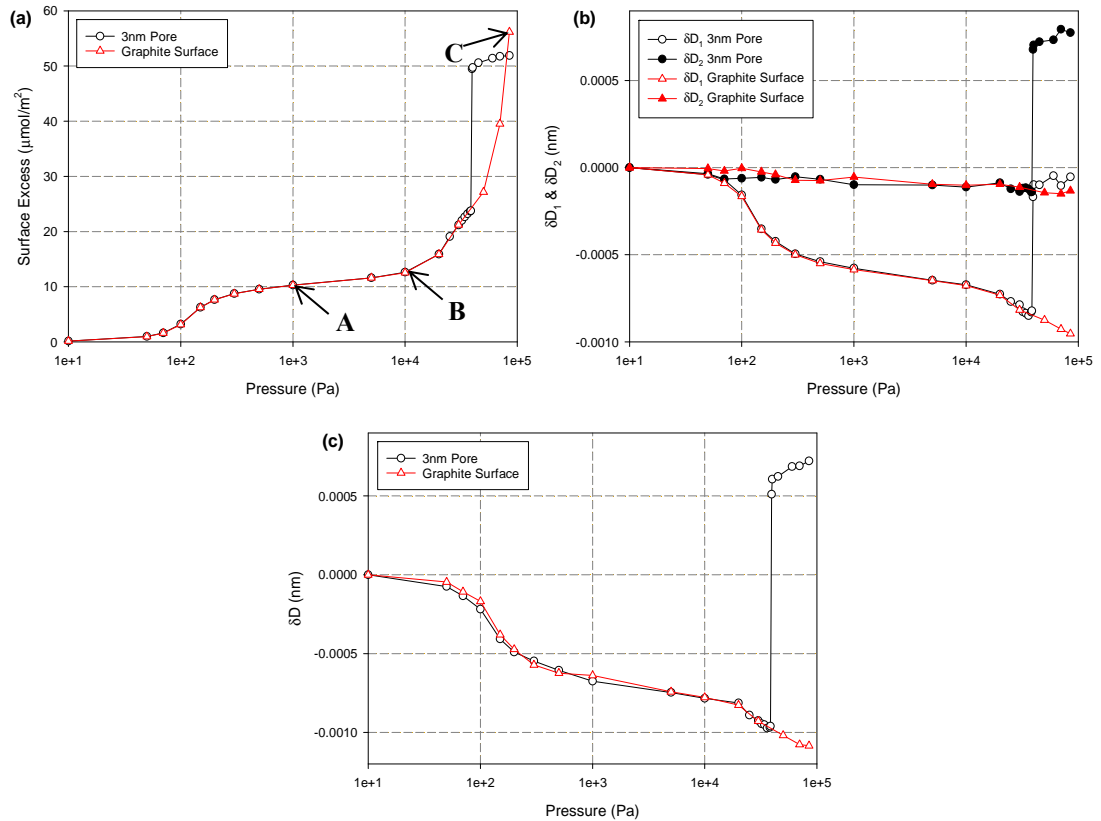 (a)
3nm Pore
Graphite Surface
C
A
B
Surface Excess (μmol/m²)
60
50
40
30
20
10
0
1e+1 1e+2 1e+3 1e+4 1e+5
Pressure (Pa)
(b)
δD₁ 3nm Pore
δD₂ 3nm Pore
δD₁ Graphite Surface
δD₂ Graphite Surface
δD₁ & δD₂ (nm)
0.0005
0.0000
-0.0005
-0.0010
1e+1 1e+2 1e+3 1e+4 1e+5
Pressure (Pa)
(c)
3nm Pore
Graphite Surface
δD (nm)
0.0005
0.0000
-0.0005
-0.0010
1e+1 1e+2 1e+3 1e+4 1e+5
Pressure (Pa)